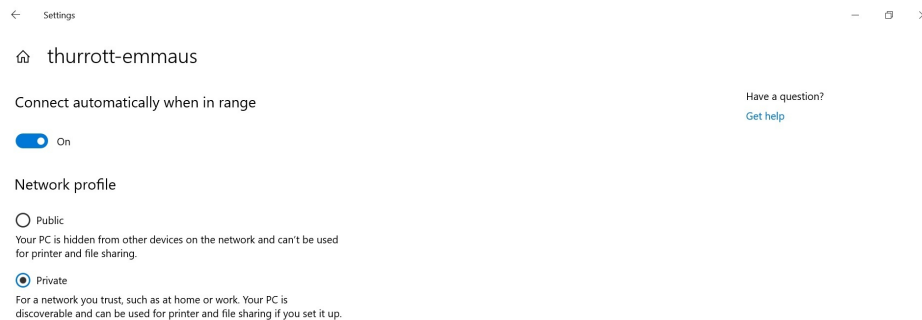 Settings
thurrott-emmaus
Connect automatically when in range
On
Network profile
Public
Your PC is hidden from other devices on the network and can't be used
for printer and file sharing.
Private
For a network you trust, such as at home or work. Your PC is
discoverable and can be used for printer and file sharing if you set it up.
Have a question?
Get help